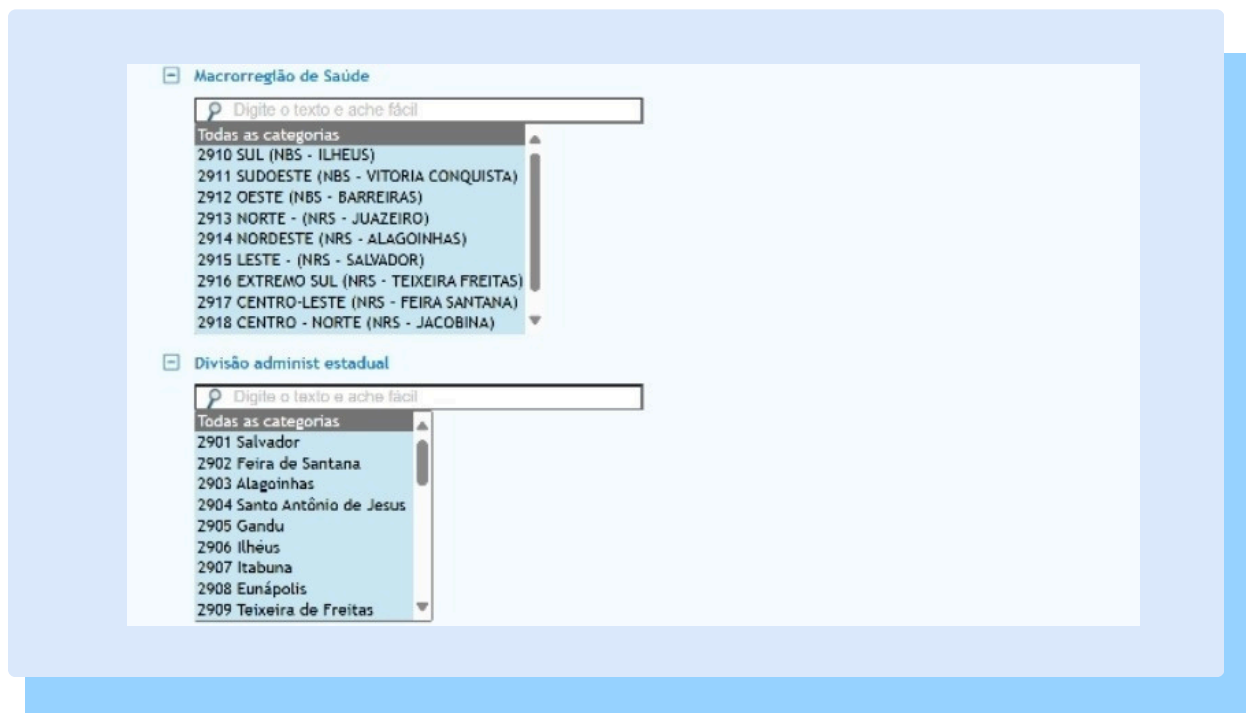 Macrorregião de Saúde
Digite o texto e ache fácil
Todas as categorias
2910 SUL (NBS - ILHEUS)
2911 SUDOESTE (NBS - VITORIA CONQUISTA)
2912 OESTE (NBS - BARREIRAS)
2913 NORTE - (NRS - JUAZEIRO)
2914 NORDESTE (NRS - ALAGOINHAS)
2915 LESTE - (NRS - SALVADOR)
2916 EXTREMO SUL (NRS - TEIXEIRA FREITAS)
2917 CENTRO-LESTE (NRS - FEIRA SANTANA)
2918 CENTRO - NORTE (NRS - JACOBINA)
Divisão administ estadual
Digite o texto e ache fácil
Todas as categorias
2901 Salvador
2902 Feira de Santana
2903 Alagoinhas
2904 Santo Antônio de Jesus
2905 Gandu
2906 Ilhéus
2907 Itabuna
2908 Eunápolis
2909 Teixeira de Freitas